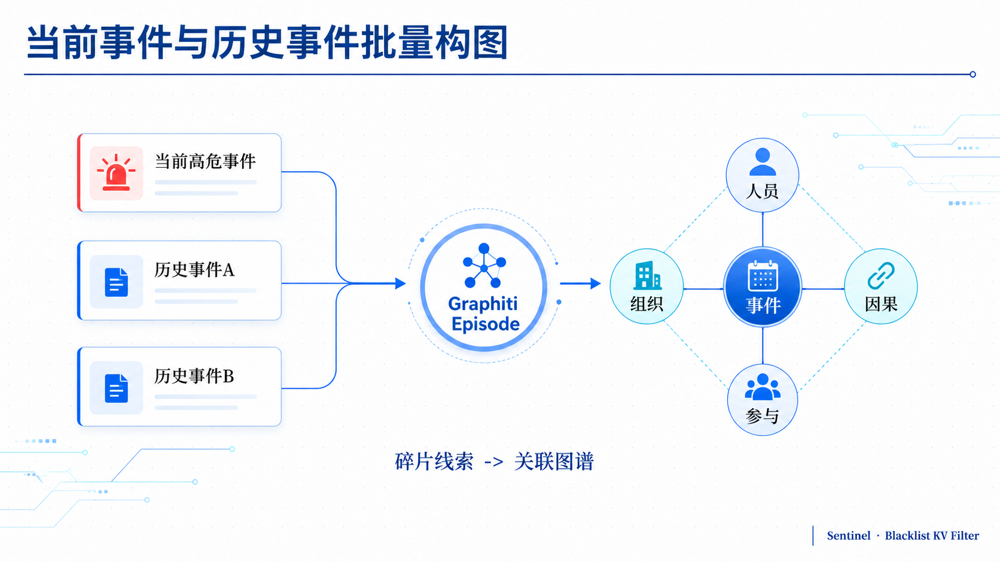 当前事件与历史事件批量构图
当前高危事件
历史事件A
历史事件B
Graphiti
Episode
人员
组织
事件
因果
参与
碎片线索 -> 关联图谱
Sentinel · Blacklist KV Filter